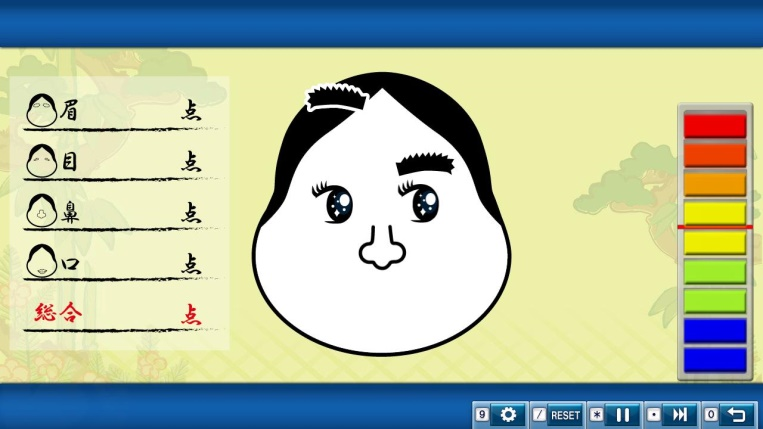 眉 点
目 点
鼻 点
口 点
総合 点
9 / RESET * • 0